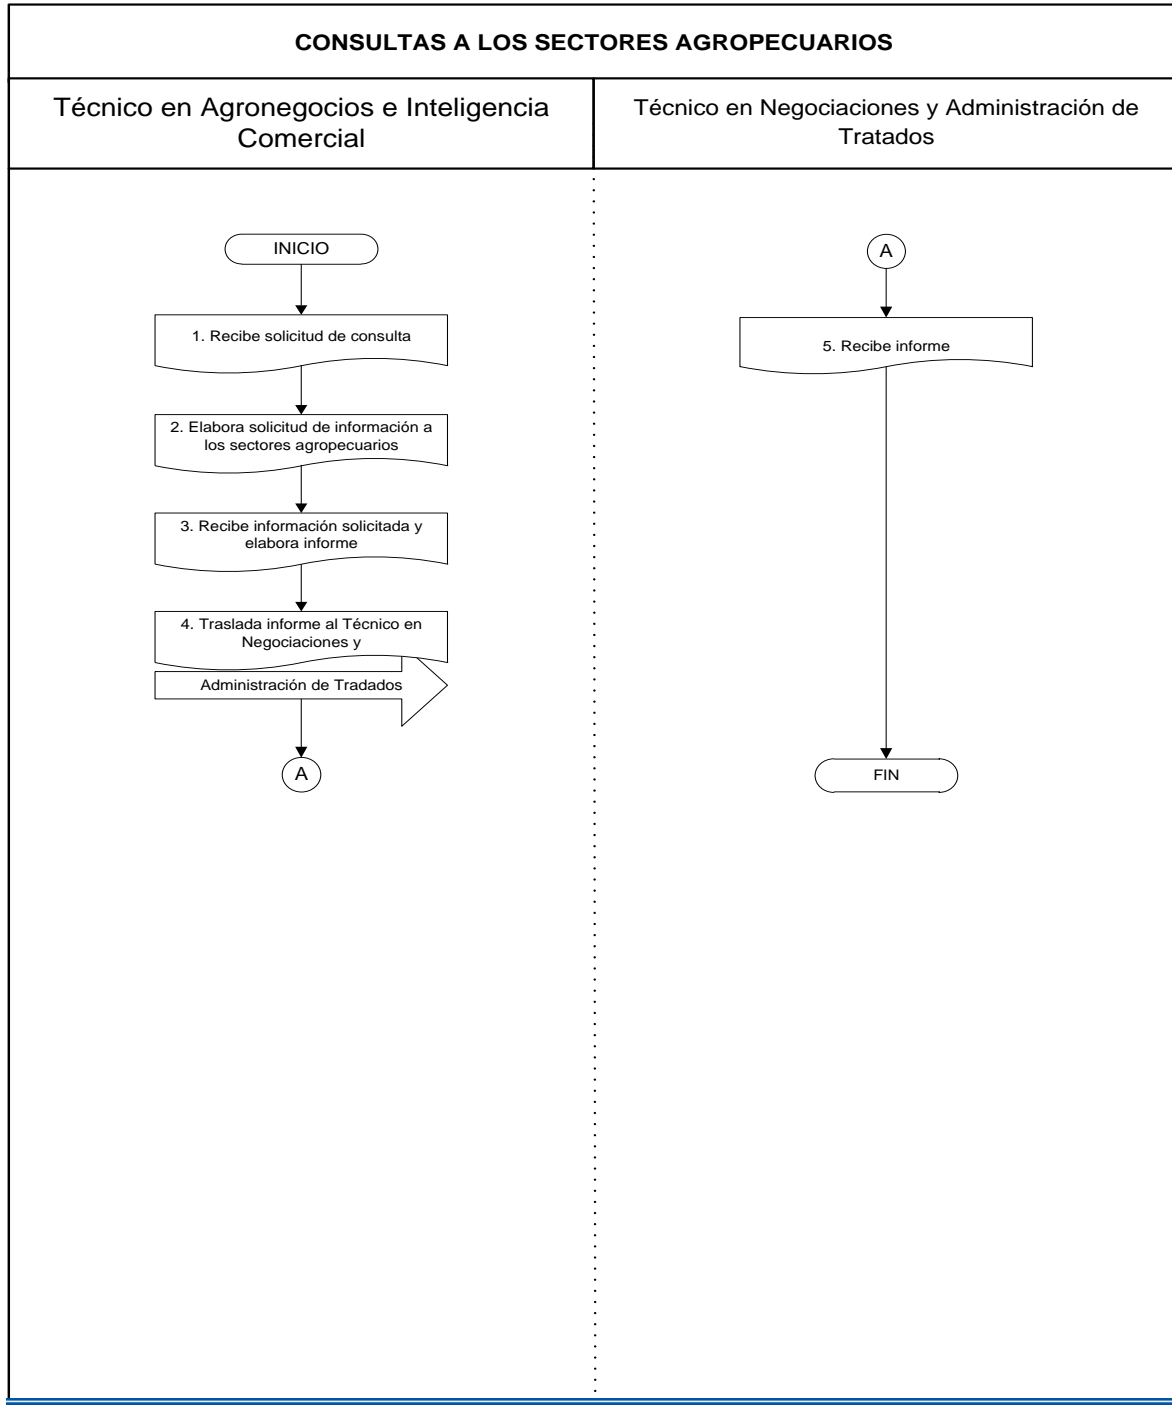 CONSULTAS A LOS SECTORES AGROPECUARIOS
Técnico en Agronegocios e Inteligencia
Comercial
Técnico en Negociaciones y Administración de
Tratados
INICIO
1. Recibe solicitud de consulta
2. Elabora solicitud de información a
los sectores agropecuarios
3. Recibe información solicitada y
elabora informe
4. Traslada informe al Técnico en
Negociaciones y
Administración de Tradados
A
A
5. Recibe informe
FIN